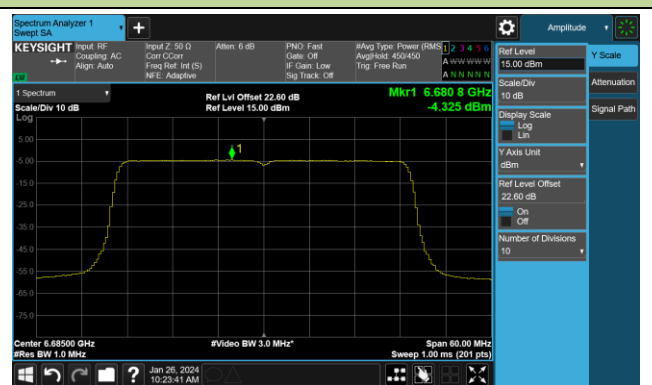 Spectrum Analyzer 1
Swept SA
Amplitude
KEYSIGHT
Input: RF
Coupling: AC
Align: Auto
Input Z: 50 Ω
Corr CCorr
Freq Ref: Int (S)
NFE: Adaptive
Atten: 6 dB
PNO: Fast
Gate: Off
IF Gain: Low
Sig Track: Off
#Avg Type: Power (RMS
Avg|Hold: 450/450
Trig: Free Run
1 2 3 4 5 6
A W W W W W
A N N N N N
1 Spectrum
Scale/Div 10 dB
Log
Ref Lvl Offset 22.60 dB
Ref Level 15.00 dBm
Mkr1 6.680 8 GHz
-4.325 dBm
1
5.00
-5.00
-15.0
-25.0
-35.0
-45.0
-55.0
-65.0
-75.0
Center 6.68500 GHz
#Res BW 1.0 MHz
#Video BW 3.0 MHz*
Span 60.00 MHz
Sweep 1.00 ms (201 pts)
Ref Level
15.00 dBm
Scale/Div
10 dB
Display Scale
Log
Lin
Y Axis Unit
dBm
Ref Level Offset
22.60 dB
On
Off
Number of Divisions
10
Y Scale
Attenuation
Signal Path
?
Jan 26, 2024
10:23:41 AM